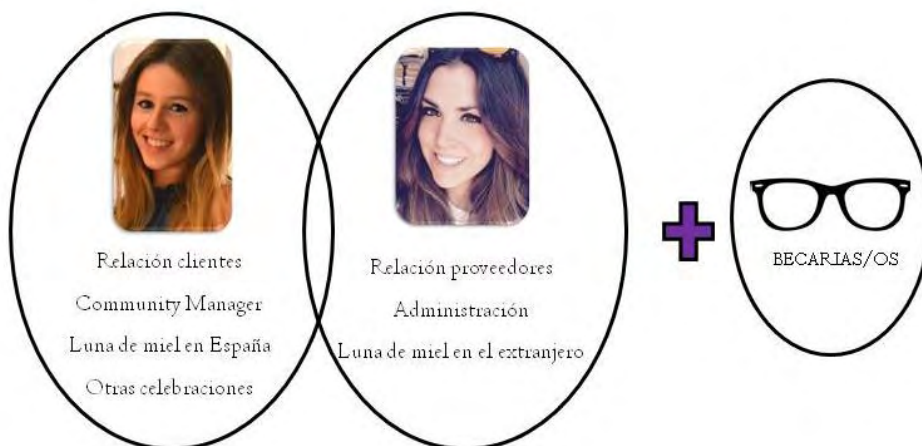 Relación clientes
Community Manager
Luna de miel en España
Otras celebraciones
Relación proveedores
Administración
Luna de miel en el extranjero
BECARIAS/OS